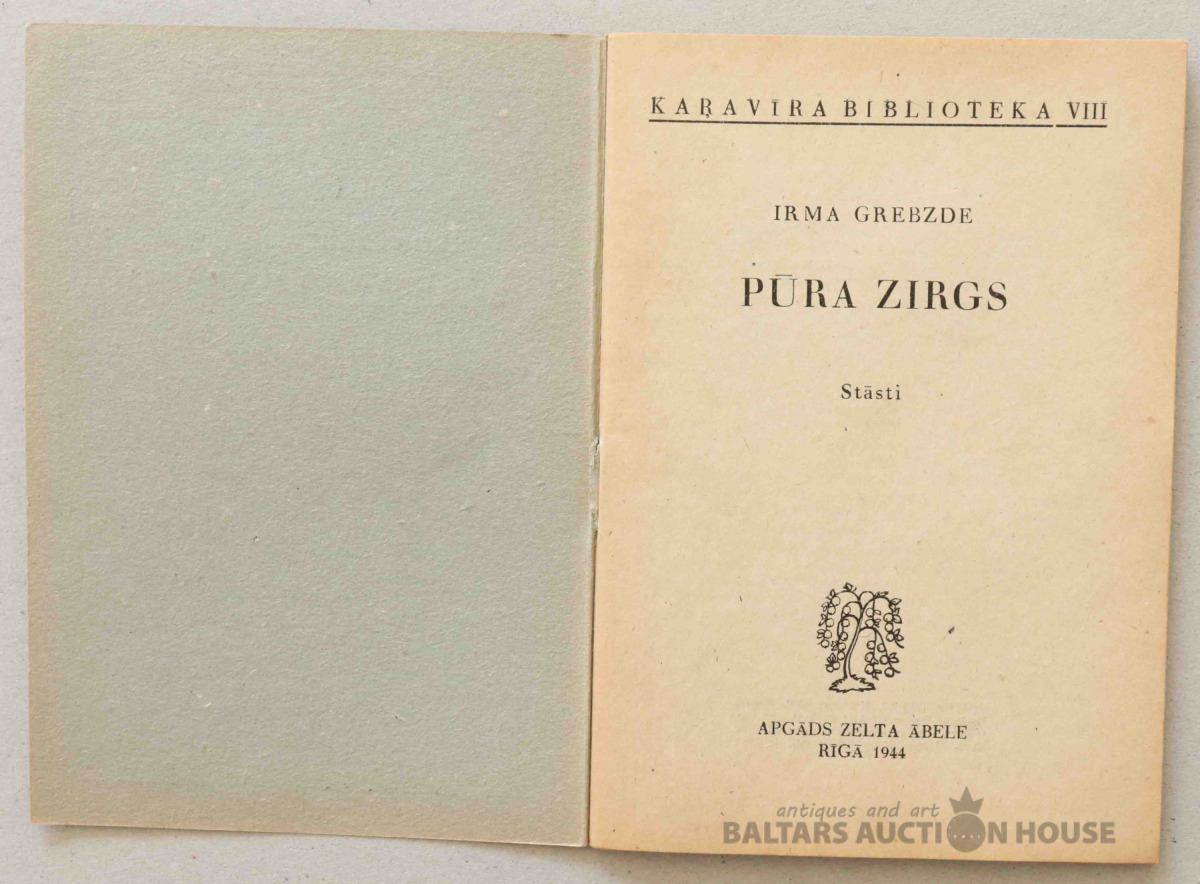 KAŖAVĪRA BIBLIOTEKA VIII
IRMA GREBZDE
PŪRA ZIRGS
Stāsti
APGĀDS ZELTA ĀBELE
RĪGĀ 1944
antiques and art
BALTARS AUCTION HOUSE